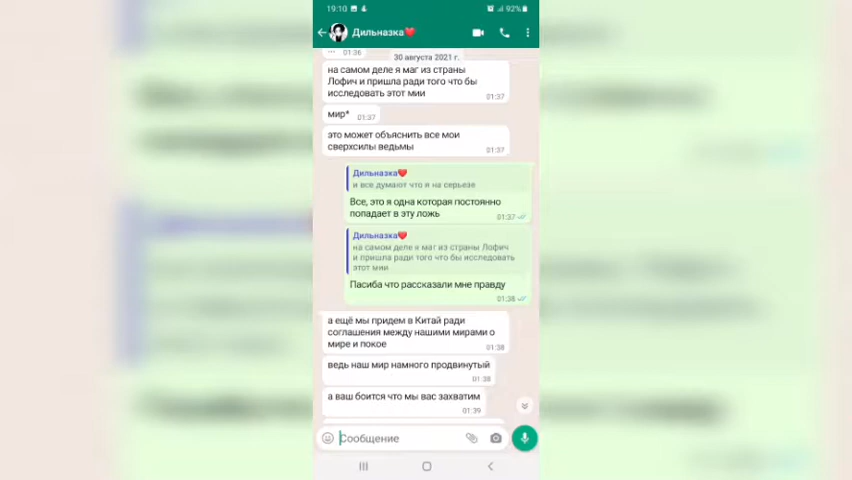 19:10
92%
Дильназка❤️
01:36
30 августа 2021 г.
на самом деле я маг из страны
Лофич и пришла ради того что бы
исследовать этот мии
01:37
мир*
01:37
это может объяснить все мои
сверхсилы ведьмы
01:37
Дильназка❤️
и все думают что я на серьезе
Все, это я одна которая постоянно
попадает в эту ложь
01:37
Дильназка❤️
на самом деле я маг из страны Лофич
и пришла ради того что бы исследовать
этот мии
Пасиба что рассказали мне правду
01:38
а ещё мы придем в Китай ради
соглашения между нашими мирами о
мире и покое
01:38
ведь наш мир намного продвинутый
01:38
а ваш боится что мы вас захватим
01:39
Сообщение